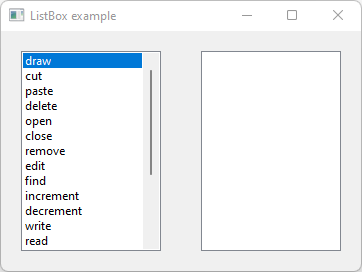 ListBox example
draw
cut
paste
delete
open
close
remove
edit
find
increment
decrement
write
read